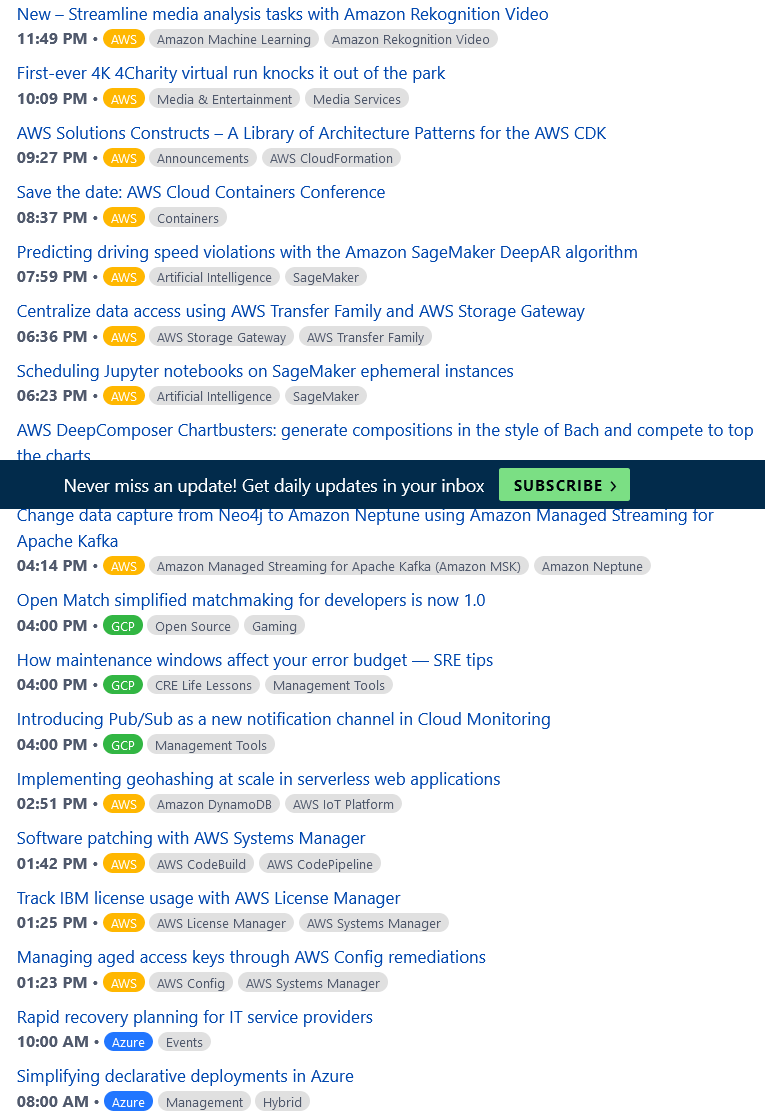 New – Streamline media analysis tasks with Amazon Rekognition Video
11:49 PM • AWS Amazon Machine Learning Amazon Rekognition Video
First-ever 4K 4Charity virtual run knocks it out of the park
10:09 PM • AWS Media & Entertainment Media Services
AWS Solutions Constructs – A Library of Architecture Patterns for the AWS CDK
09:27 PM • AWS Announcements AWS CloudFormation
Save the date: AWS Cloud Containers Conference
08:37 PM • AWS Containers
Predicting driving speed violations with the Amazon SageMaker DeepAR algorithm
07:59 PM • AWS Artificial Intelligence SageMaker
Centralize data access using AWS Transfer Family and AWS Storage Gateway
06:36 PM • AWS AWS Storage Gateway AWS Transfer Family
Scheduling Jupyter notebooks on SageMaker ephemeral instances
06:23 PM • AWS Artificial Intelligence SageMaker
AWS DeepComposer Chartbusters: generate compositions in the style of Bach and compete to top
the charts
Never miss an update! Get daily updates in your inbox SUBSCRIBE >
Change data capture from Neo4j to Amazon Neptune using Amazon Managed Streaming for
Apache Kafka
04:14 PM • AWS Amazon Managed Streaming for Apache Kafka (Amazon MSK) Amazon Neptune
Open Match simplified matchmaking for developers is now 1.0
04:00 PM • GCP Open Source Gaming
How maintenance windows affect your error budget — SRE tips
04:00 PM • GCP CRE Life Lessons Management Tools
Introducing Pub/Sub as a new notification channel in Cloud Monitoring
04:00 PM • GCP Management Tools
Implementing geohashing at scale in serverless web applications
02:51 PM • AWS Amazon DynamoDB AWS IoT Platform
Software patching with AWS Systems Manager
01:42 PM • AWS AWS CodeBuild AWS CodePipeline
Track IBM license usage with AWS License Manager
01:25 PM • AWS AWS License Manager AWS Systems Manager
Managing aged access keys through AWS Config remediations
01:23 PM • AWS AWS Config AWS Systems Manager
Rapid recovery planning for IT service providers
10:00 AM • Azure Events
Simplifying declarative deployments in Azure
08:00 AM • Azure Management Hybrid